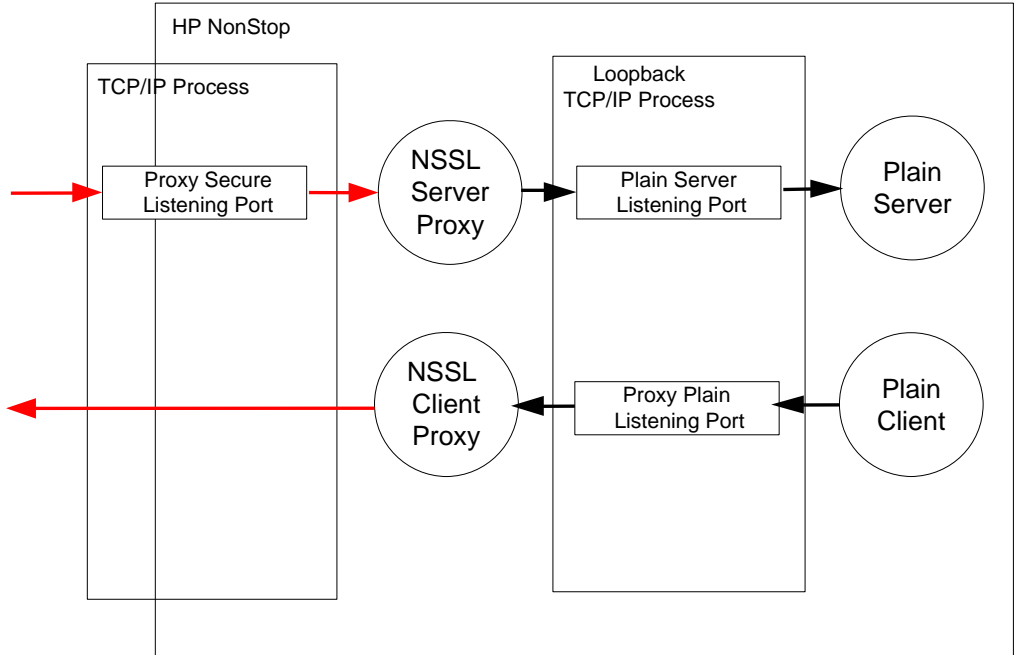 HP NonStop
TCP/IP Process
Loopback
TCP/IP Process
Proxy Secure
Listening Port
NSSL
Server
Proxy
Plain Server
Listening Port
Plain
Server
NSSL
Client
Proxy
Proxy Plain
Listening Port
Plain
Client